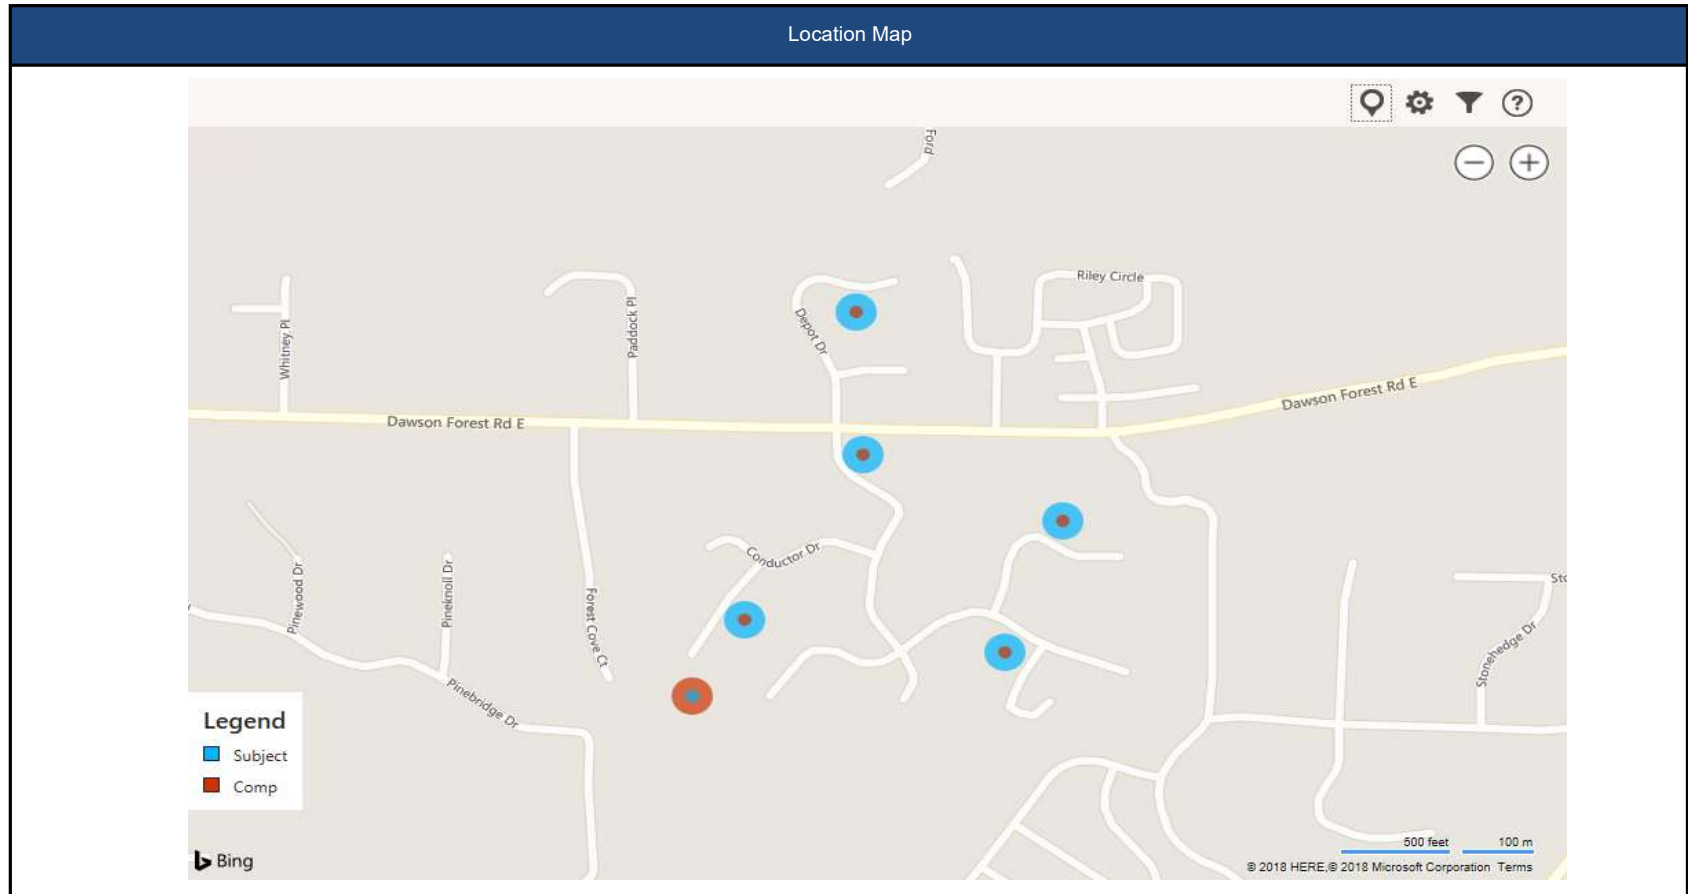 Location Map
Ford
Riley Circle
Depot Dr
Paddock Pl
Whitney Pl
Dawson Forest Rd E
Dawson Forest Rd E
Conductor Dr
Pinewood Dr
Pineknoll Dr
Forest Cove Ct
Sto
Stonehedge Dr
Pinebridge Dr
Legend
Subject
Comp
500 feet
100 m
Bing
© 2018 HERE,© 2018 Microsoft Corporation Terms